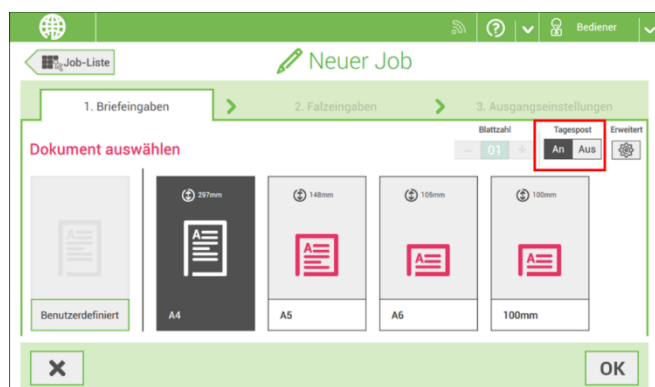 Bediener
Job-Liste
Neuer Job
1. Briefeingaben
2. Falzeingaben
3. Ausgangseinstellungen
Blattzahl
Tagespost
Erweitert
Dokument auswählen
− 01 +
An Aus
297mm
148mm
105mm
100mm
Benutzerdefiniert
A4
A5
A6
100mm
OK